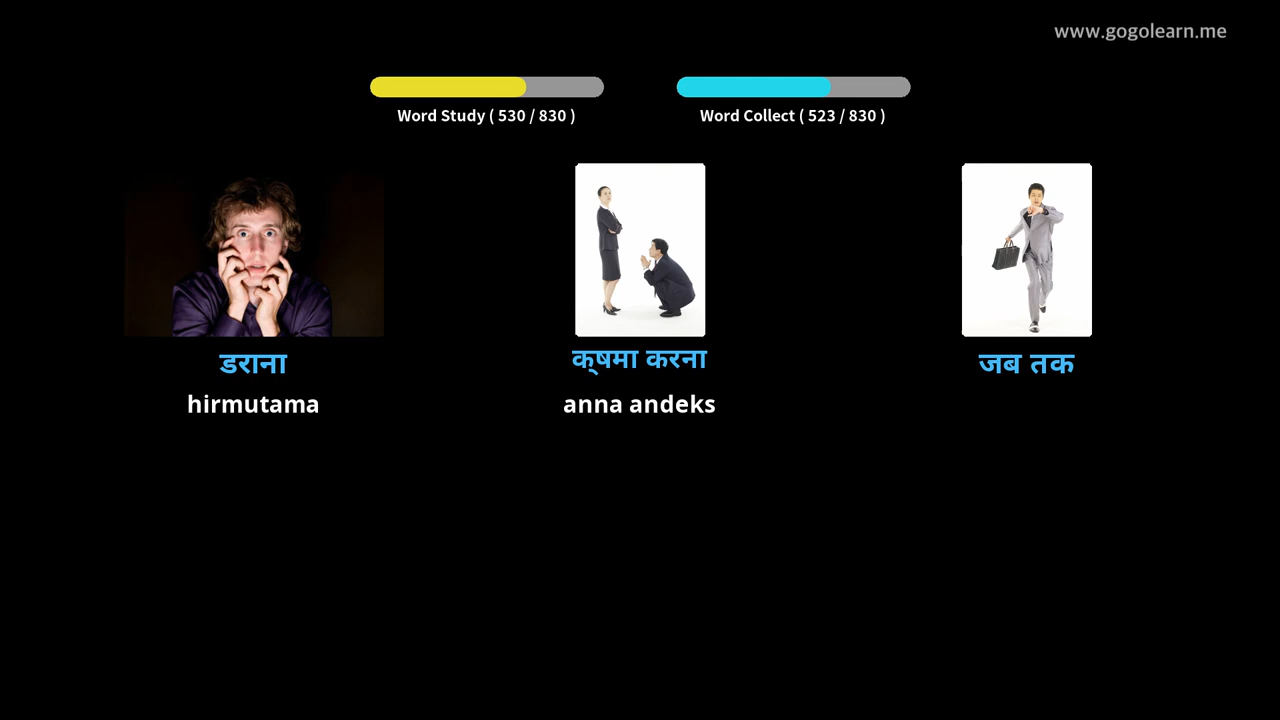 www.gogolearn.me
Word Study ( 530 / 830 )
Word Collect ( 523 / 830 )
डराना
क्षमा करना
जब तक
hirmutama
anna andeks